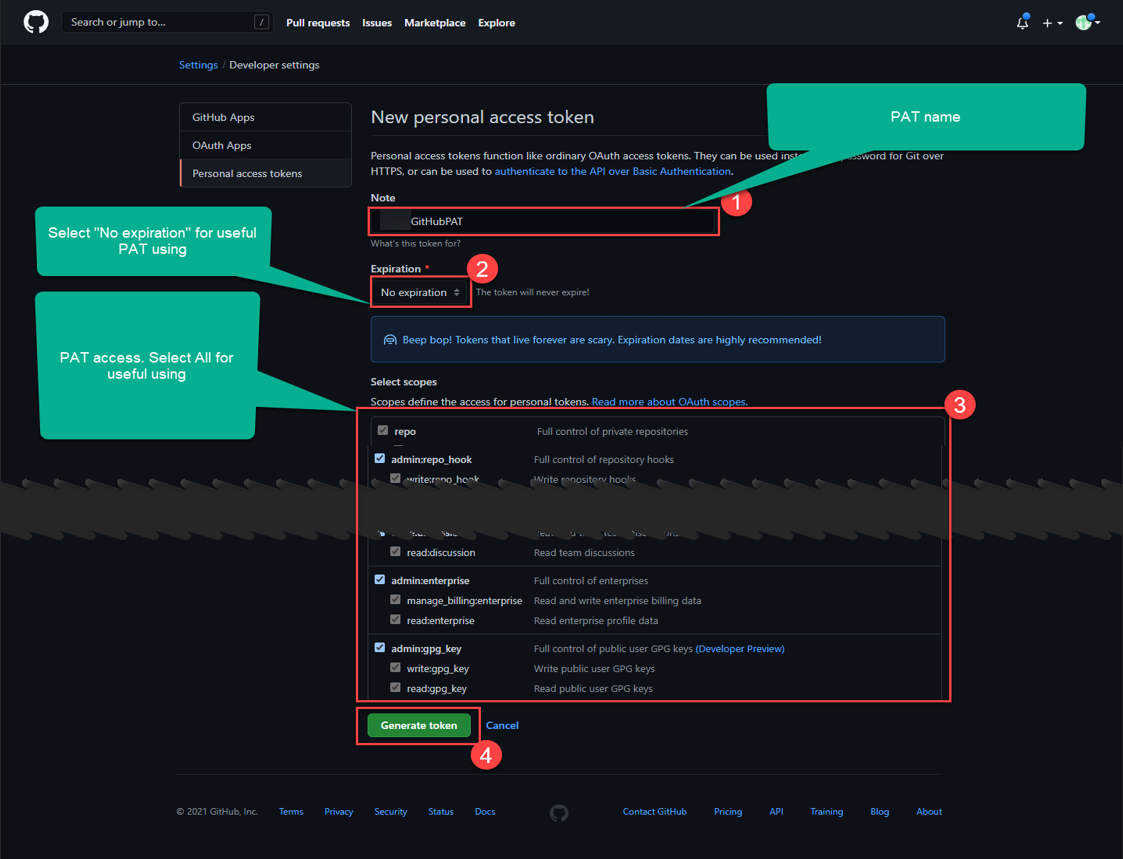 Search or jump to...
/
Pull requests
Issues
Marketplace
Explore
Settings / Developer settings
GitHub Apps
OAuth Apps
Personal access tokens
New personal access token
PAT name
Personal access tokens function like ordinary OAuth access tokens. They can be used for Git over
HTTPS, or can be used to authenticate to the API over Basic Authentication.
Note
1
GitHubPAT
What's this token for?
Select "No expiration" for useful
PAT using
Expiration *
2
No expiration
The token will never expire!
Beep bop! Tokens that live forever are scary. Expiration dates are highly recommended!
PAT access. Select All for
useful using
Select scopes
Scopes define the access for personal tokens. Read more about OAuth scopes.
3
repo Full control of private repositories
admin:repo_hook Full control of repository hooks
write:repo_hook Write repository hooks
read:discussion Read team discussions
admin:enterprise Full control of enterprises
manage_billing:enterprise Read and write enterprise billing data
read:enterprise Read enterprise profile data
admin:gpg_key Full control of public user GPG keys (Developer Preview)
write:gpg_key Write public user GPG keys
read:gpg_key Read public user GPG keys
Generate token
Cancel
4
© 2021 GitHub, Inc.
Terms
Privacy
Security
Status
Docs
Contact GitHub
Pricing
API
Training
Blog
About